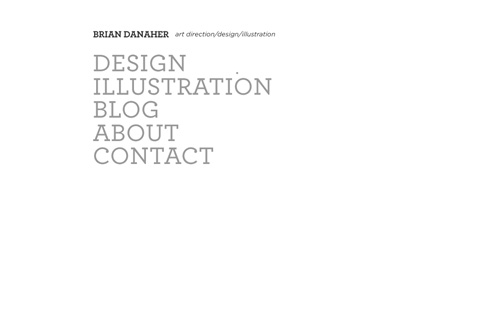 BRIAN DANAHER art direction/design/illustration
DESIGN
ILLUSTRATION
BLOG
ABOUT
CONTACT